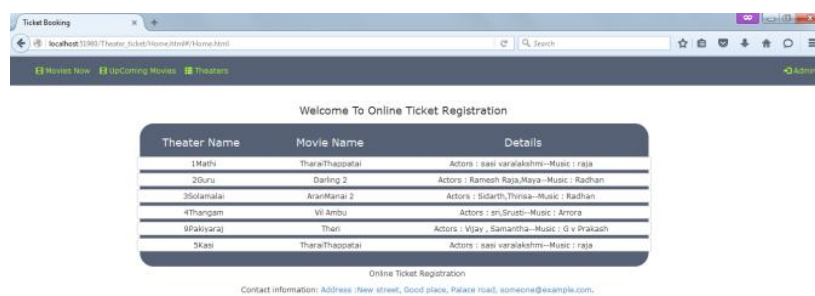 Ticket Booking
localhost:51980/Theater_ticket/Home.html#/Home.html
Search
Movies Now UpComing Movies Theaters Admin
Welcome To Online Ticket Registration
Theater Name Movie Name Details
1Mathi TharaiThappatai Actors : sasi varalakshmi--Music : raja
2Guru Darling 2 Actors : Ramesh Raja,Maya--Music : Radhan
3Solamalai AranManai 2 Actors : Sidarth,Thinsa--Music : Radhan
4Thangam Vil Ambu Actors : sri,Srusti--Music : Arrora
9Pakiyaraj Theri Actors : Vijay , Samantha--Music : G v Prakash
5Kasi TharaiThappatai Actors : sasi varalakshmi--Music : raja
Online Ticket Registration
Contact information: Address :New street, Good place, Palace road, someone@example.com.